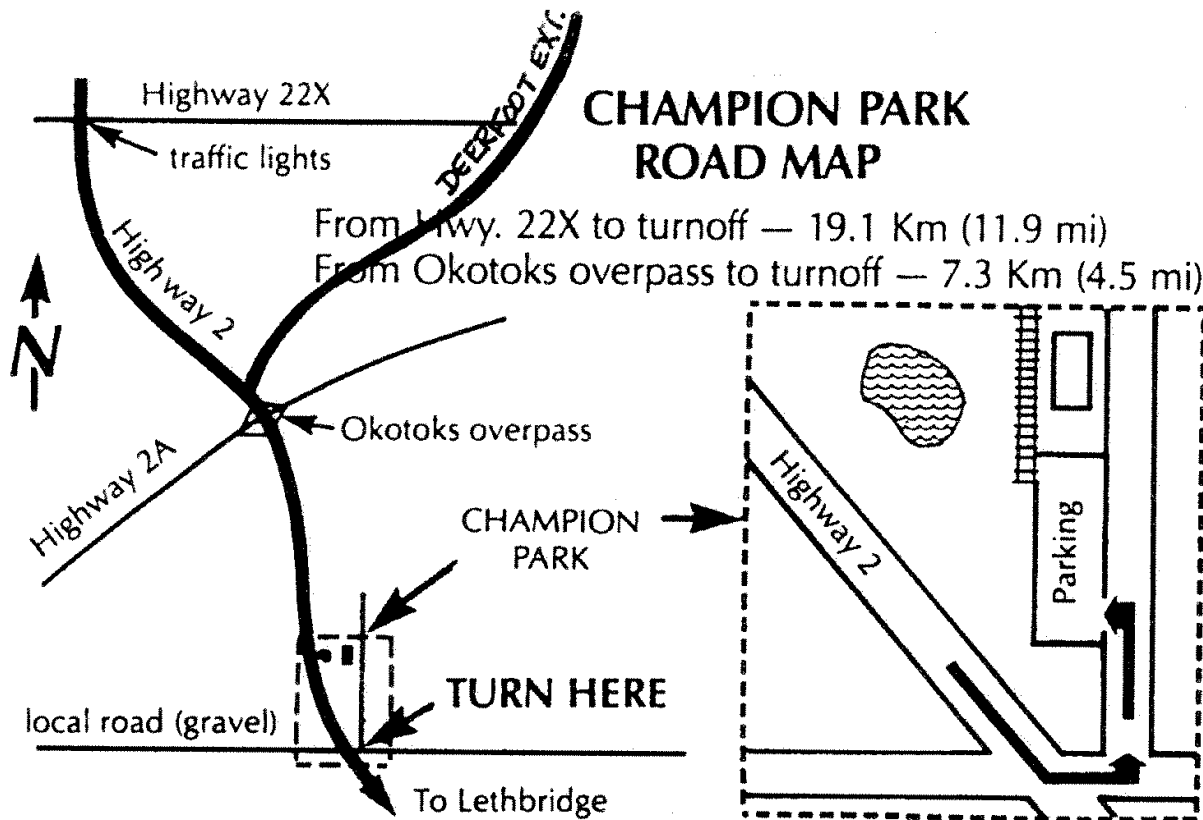 Highway 22X
DEERFOOT EXT.
CHAMPION PARK
ROAD MAP
traffic lights
From Hwy. 22X to turnoff — 19.1 Km (11.9 mi)
From Okotoks overpass to turnoff — 7.3 Km (4.5 mi)
Highway 2
N
Okotoks overpass
Highway 2A
CHAMPION
PARK
Highway 2
Parking
TURN HERE
local road (gravel)
To Lethbridge